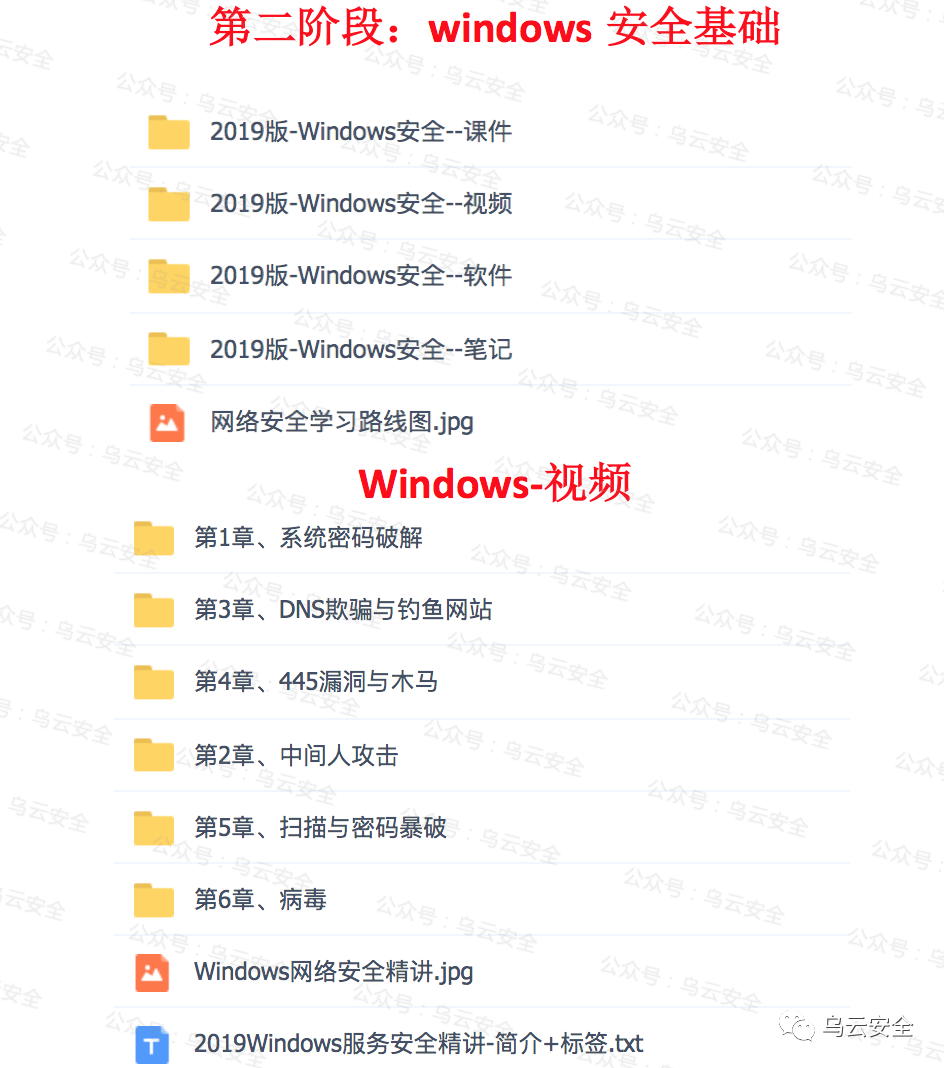 第二阶段：windows 安全基础
2019版-Windows安全--课件
2019版-Windows安全--视频
2019版-Windows安全--软件
2019版-Windows安全--笔记
网络安全学习路线图.jpg
Windows-视频
第1章、系统密码破解
第3章、DNS欺骗与钓鱼网站
第4章、445漏洞与木马
第2章、中间人攻击
第5章、扫描与密码暴破
第6章、病毒
Windows网络安全精讲.jpg
T
2019Windows服务安全精讲-简介+标签.txt
乌云安全
公众号：乌云安全